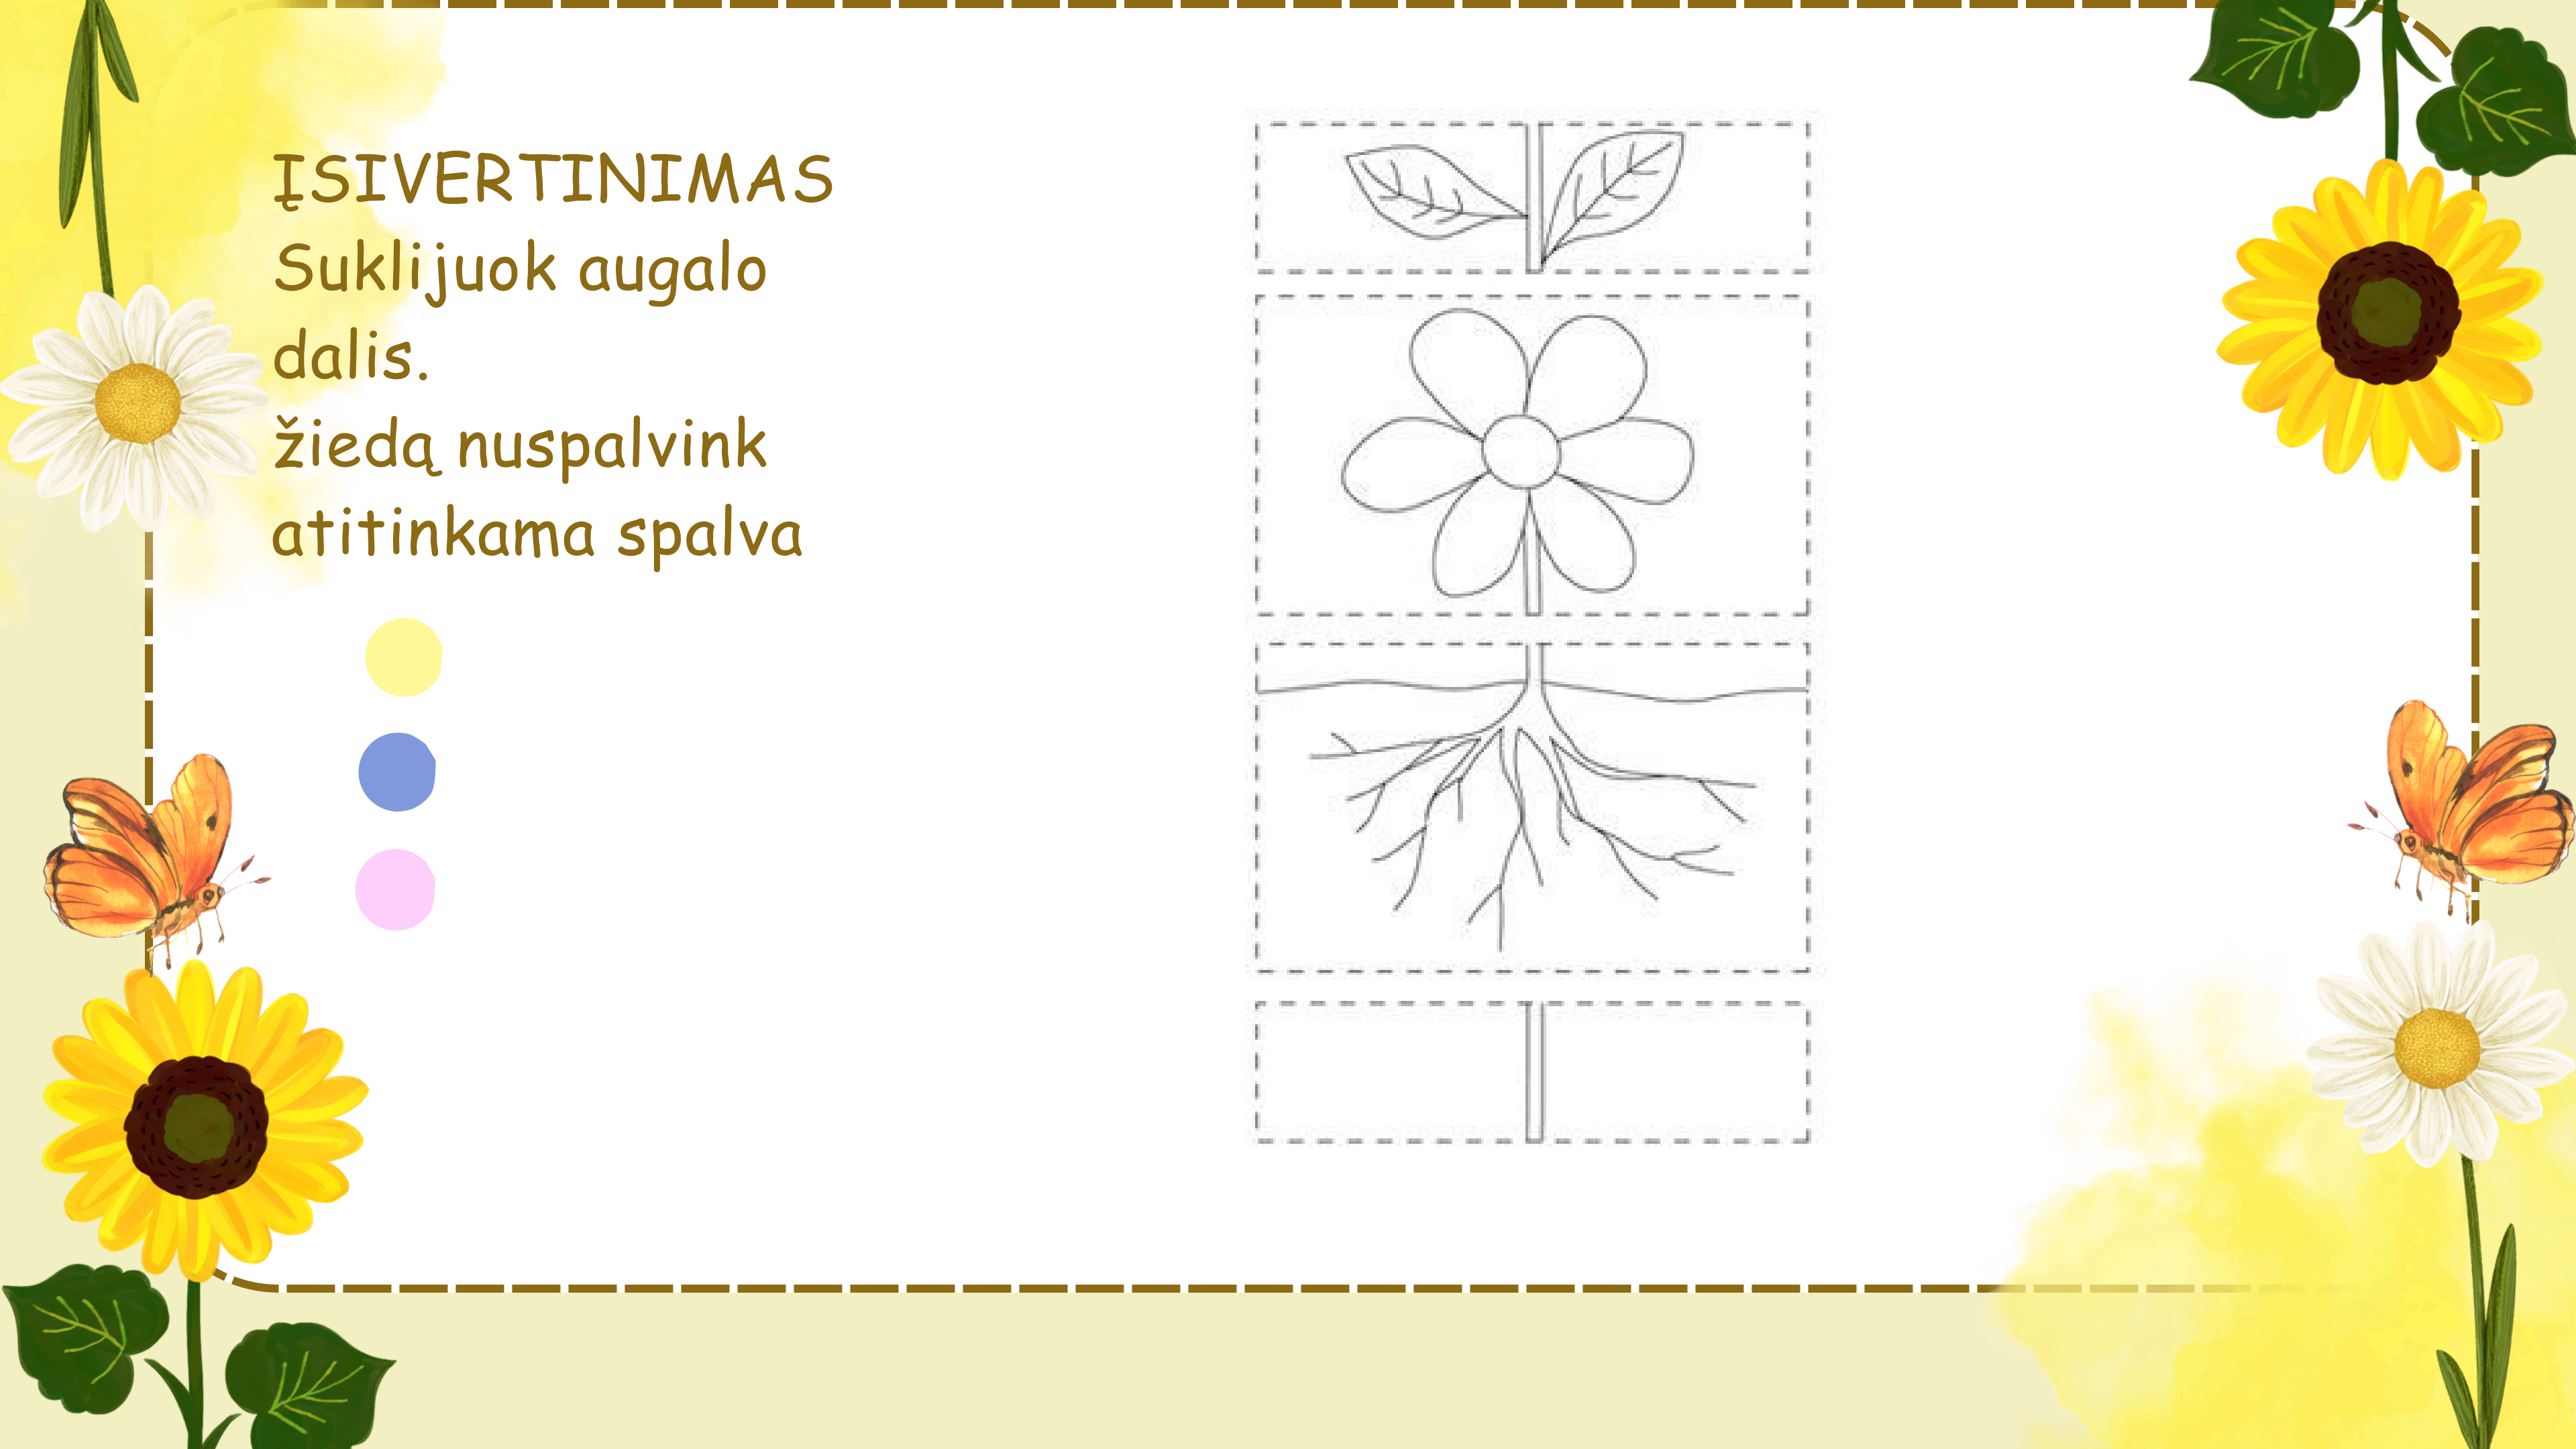 ĮSIVERTINIMAS
Suklijuok augalo
dalis.
žiedą nuspalvink
atitinkama spalva